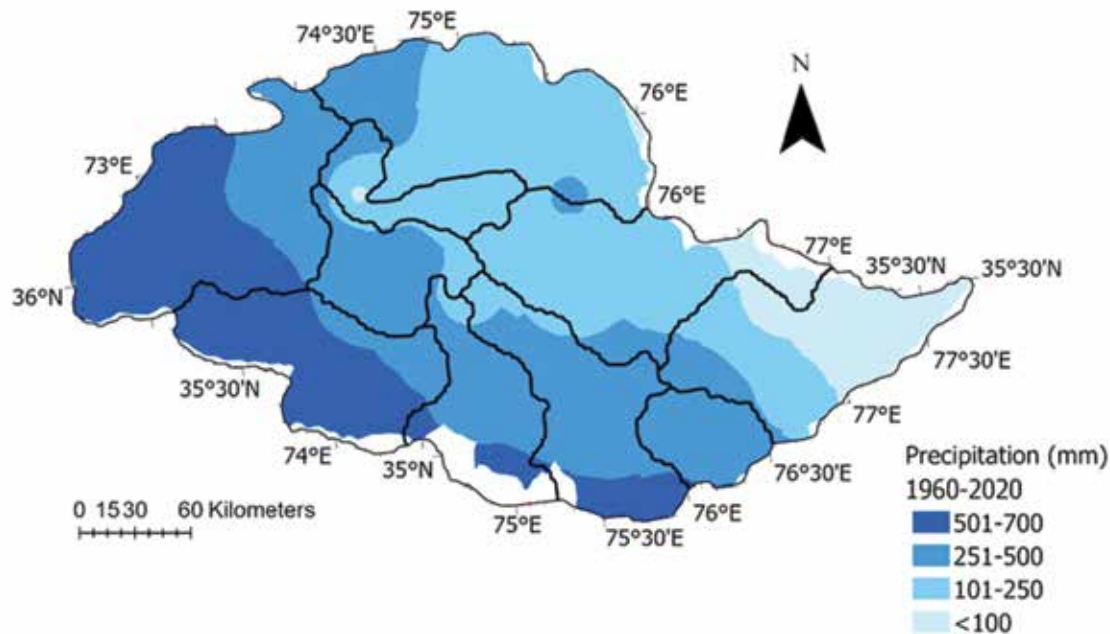 75°E
74°30'E
N
76°E
73°E
76°E
77°E
35°30'N
35°30'N
36°N
77°30'E
35°30'N
77°E
74°E
35°N
76°30'E
Precipitation (mm)
1960-2020
501-700
251-500
101-250
<100
76°E
75°E
75°30'E
0 1530 60 Kilometers